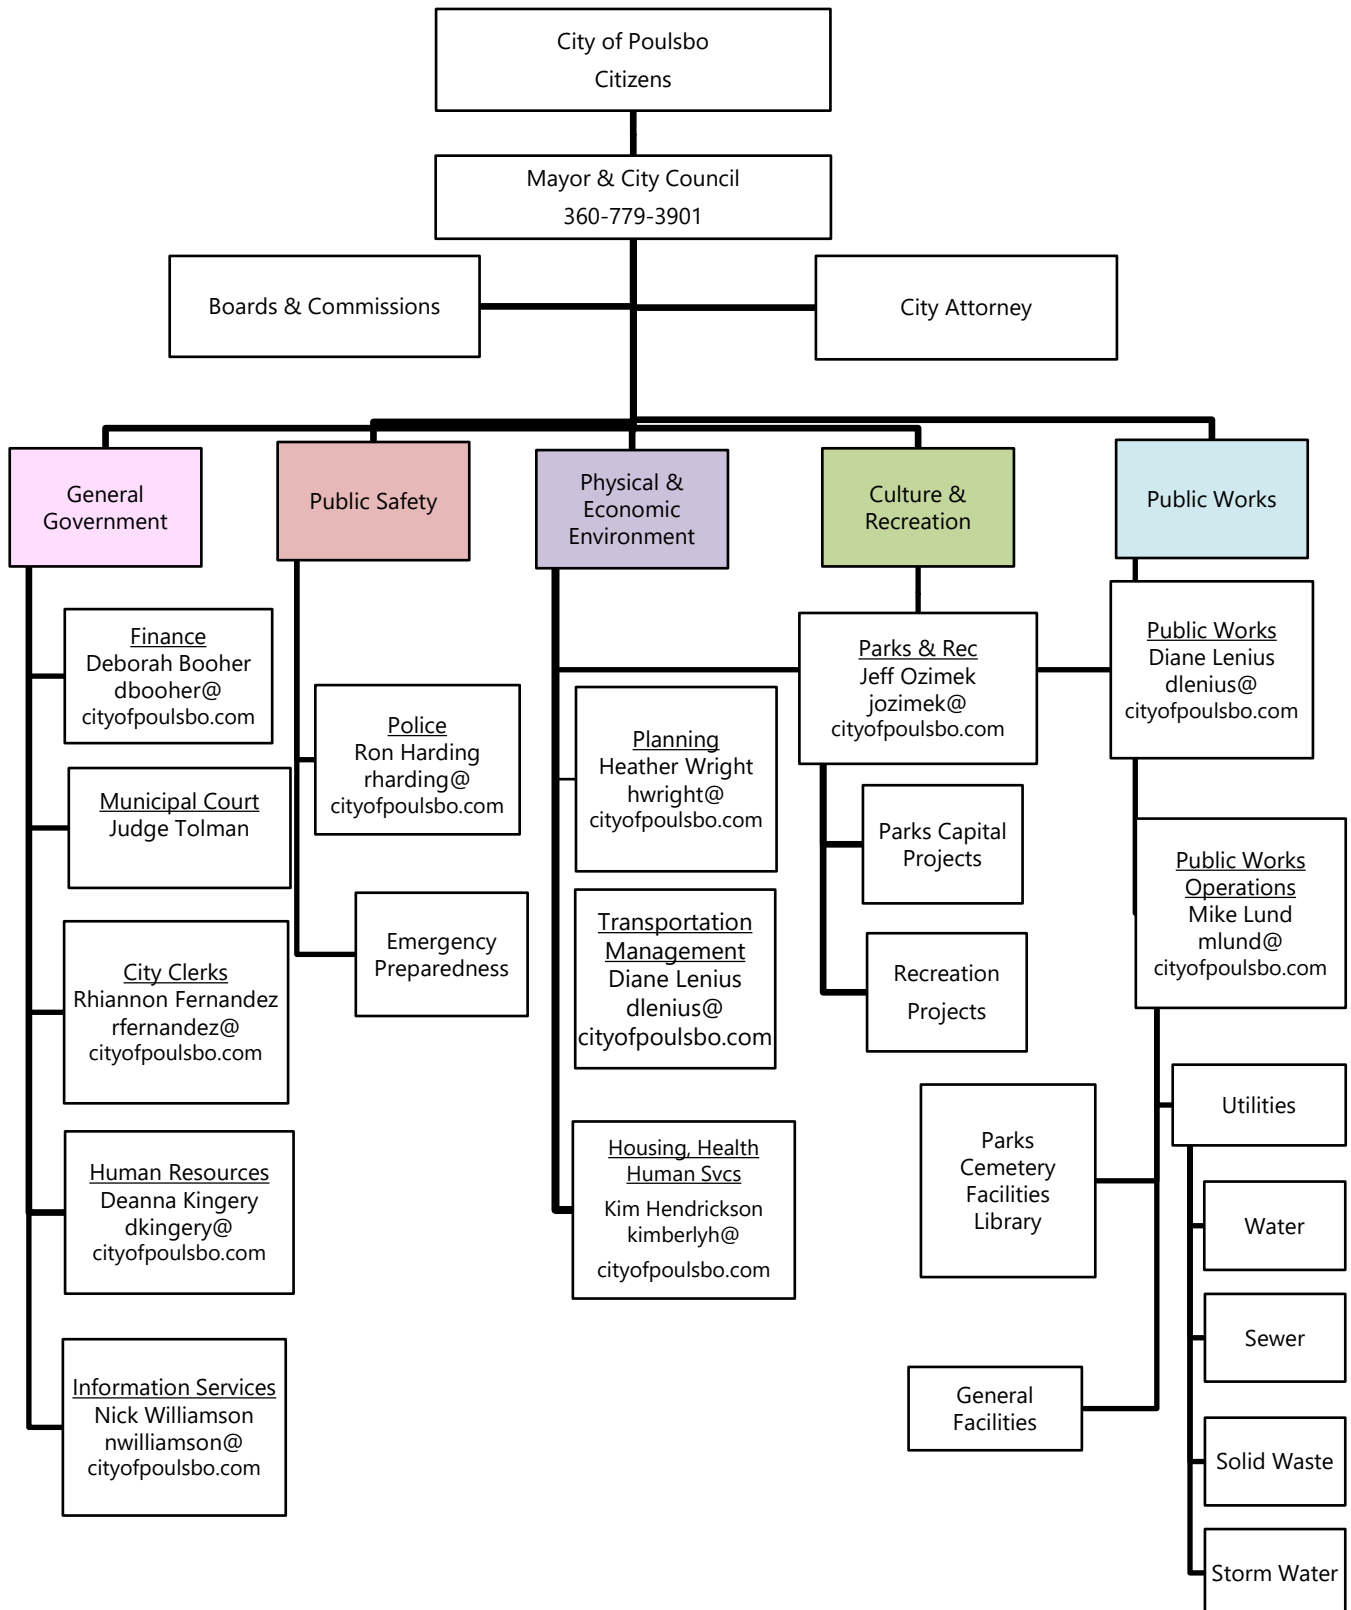 City of Poulsbo
Citizens
Mayor & City Council
360-779-3901
Boards & Commissions
City Attorney
General
Government
Public Safety
Physical &
Economic
Environment
Culture &
Recreation
Public Works
Finance
Deborah Booher
dbooher@
cityofpoulsbo.com
Municipal Court
Judge Tolman
City Clerks
Rhiannon Fernandez
rfernandez@
cityofpoulsbo.com
Human Resources
Deanna Kingery
dkingery@
cityofpoulsbo.com
Information Services
Nick Williamson
nwilliamson@
cityofpoulsbo.com
Police
Ron Harding
rharding@
cityofpoulsbo.com
Emergency
Preparedness
Planning
Heather Wright
hwright@
cityofpoulsbo.com
Transportation
Management
Diane Lenius
dlenius@
cityofpoulsbo.com
Housing, Health
Human Svcs
Kim Hendrickson
kimberlyh@
cityofpoulsbo.com
Parks & Rec
Jeff Ozimek
jozimek@
cityofpoulsbo.com
Parks Capital
Projects
Recreation
Projects
Public Works
Diane Lenius
dlenius@
cityofpoulsbo.com
Public Works
Operations
Mike Lund
mlund@
cityofpoulsbo.com
Parks
Cemetery
Facilities
Library
General
Facilities
Utilities
Water
Sewer
Solid Waste
Storm Water